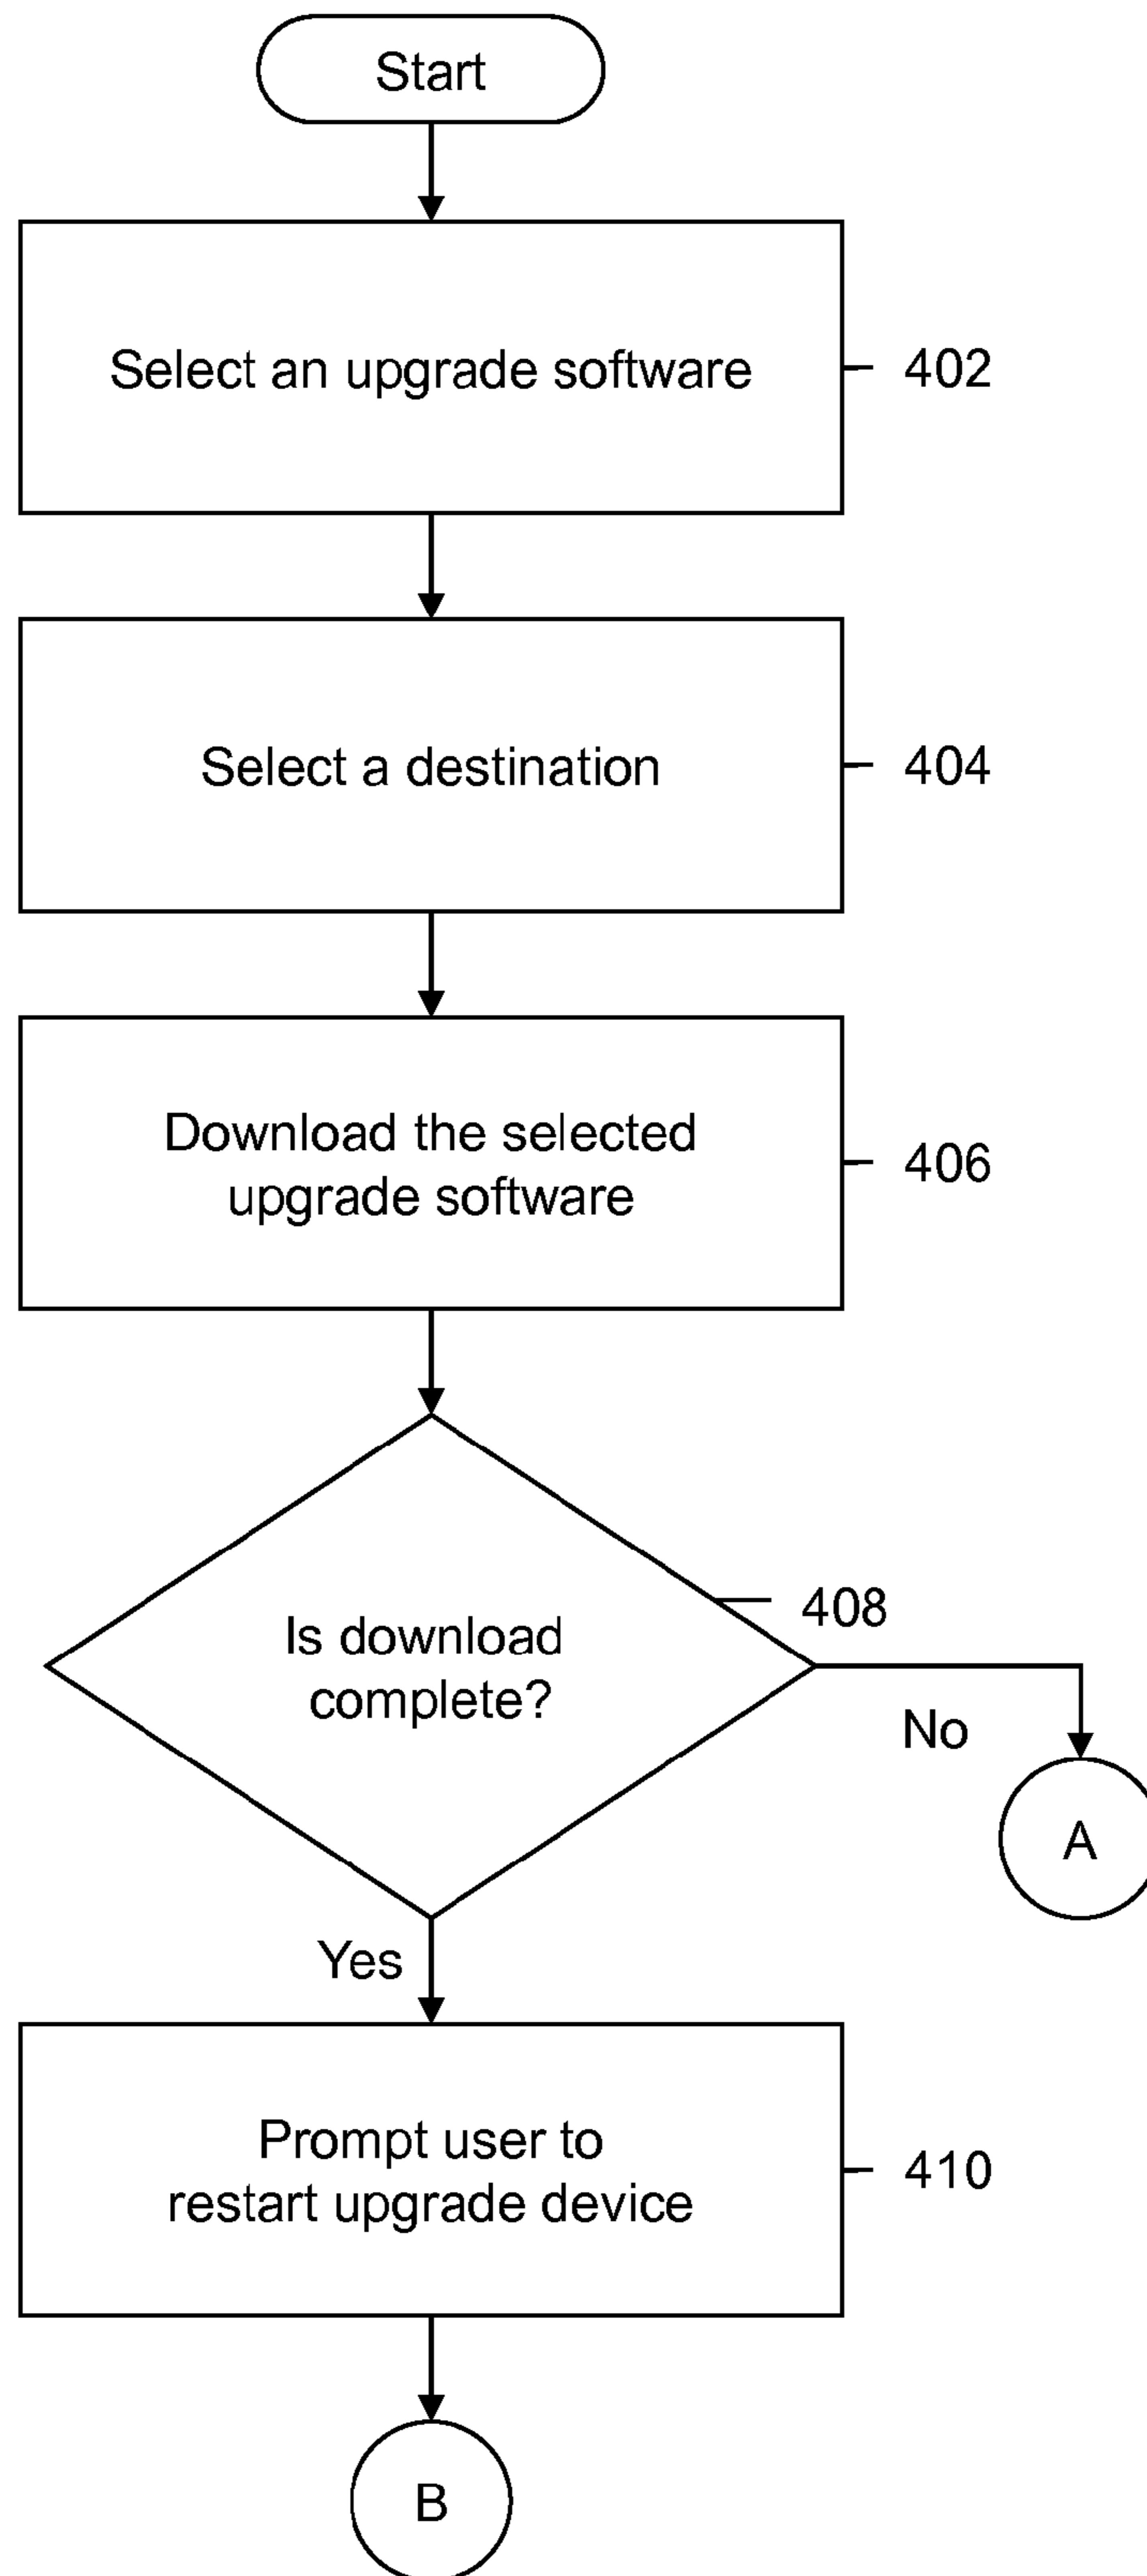 Start
Select an upgrade software
402
Select a destination
404
Download the selected
upgrade software
406
Is download
complete?
408
No
A
Yes
Prompt user to
restart upgrade device
410
B